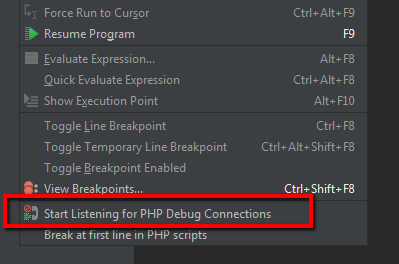 Force Run to Cursor Ctrl+Alt+F9
Resume Program F9
Evaluate Expression... Alt+F8
Quick Evaluate Expression Ctrl+Alt+F8
Show Execution Point Alt+F10
Toggle Line Breakpoint Ctrl+F8
Toggle Temporary Line Breakpoint Ctrl+Alt+Shift+F8
Toggle Breakpoint Enabled
View Breakpoints... Ctrl+Shift+F8
Start Listening for PHP Debug Connections
Break at first line in PHP scripts